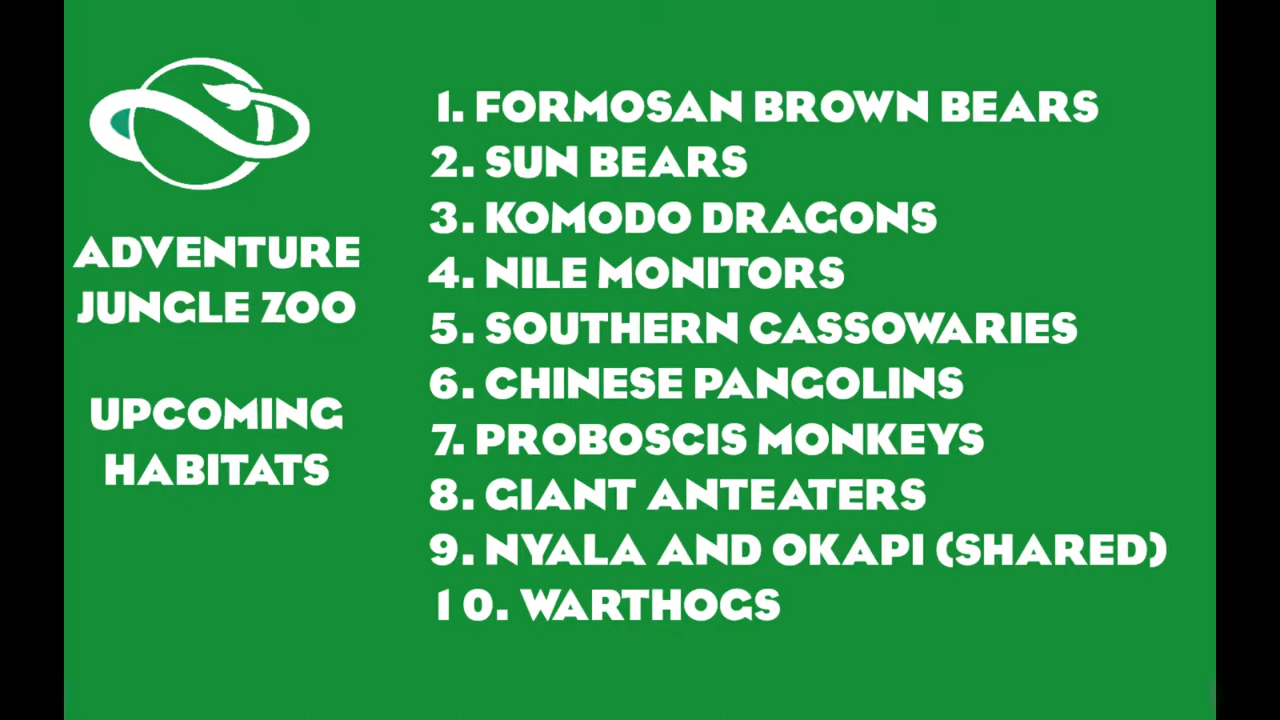 ADVENTURE
JUNGLE ZOO
UPCOMING
HABITATS
1. FORMOSAN BROWN BEARS
2. SUN BEARS
3. KOMODO DRAGONS
4. NILE MONITORS
5. SOUTHERN CASSOWARIES
6. CHINESE PANGOLINS
7. PROBOSCIS MONKEYS
8. GIANT ANTEATERS
9. NYALA AND OKAPI (SHARED)
10. WARTHOGS